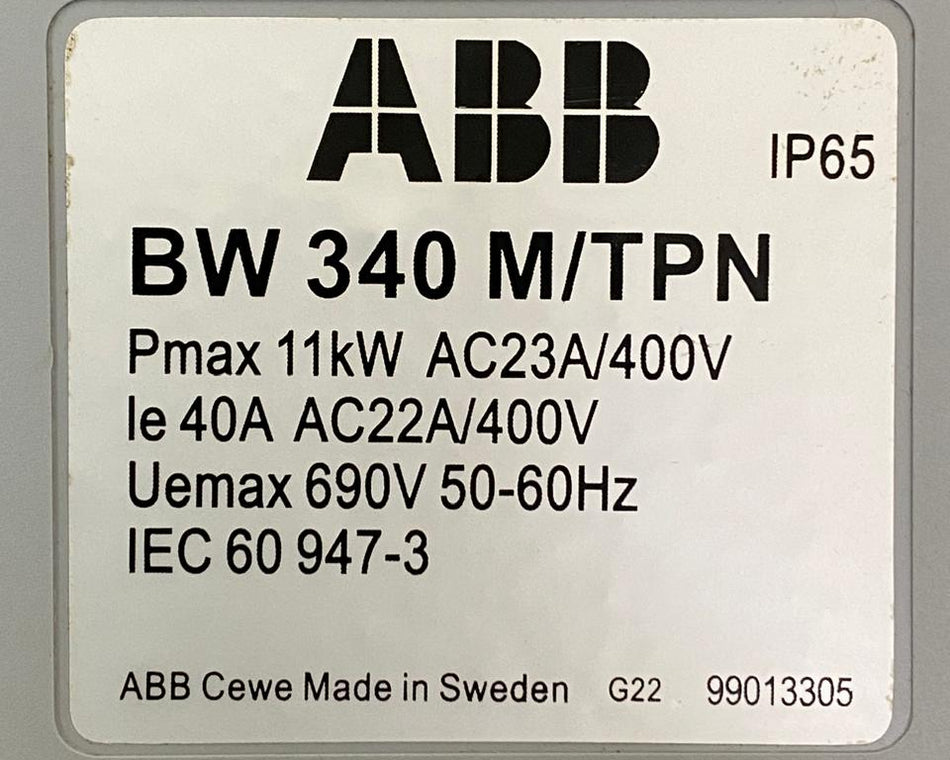 ABB
IP65
BW 340 M/TPN
Pmax 11kW AC23A/400V
Ie 40A AC22A/400V
Uemax 690V 50-60Hz
IEC 60 947-3
ABB Cewe Made in Sweden G22 99013305